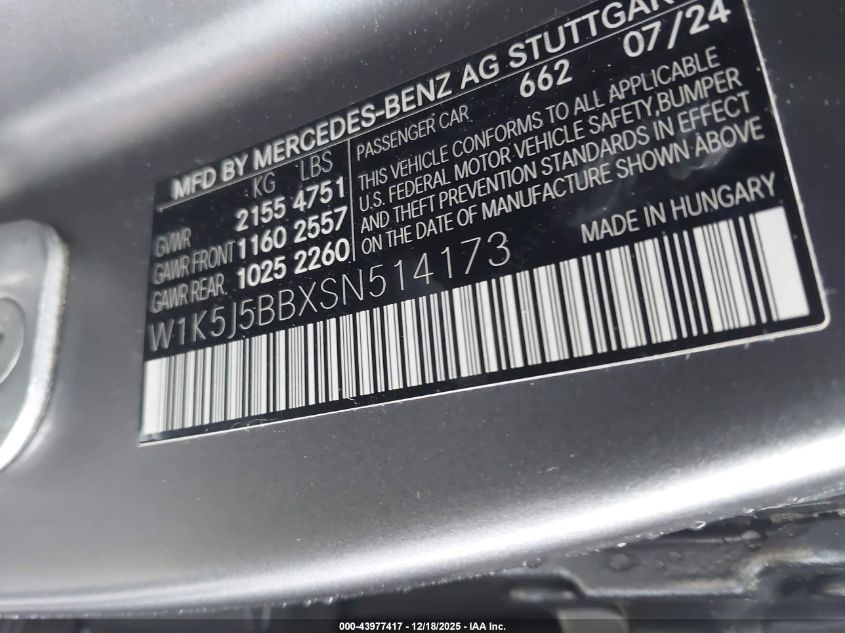 MFD BY MERCEDES-BENZ AG STUTTGAR
KG LBS
GVWR 2155 4751
GAWR FRONT 1160 2557
GAWR REAR 1025 2260
PASSENGER CAR 662 07/24
THIS VEHICLE CONFORMS TO ALL APPLICABLE
U.S. FEDERAL MOTOR VEHICLE SAFETY, BUMPER
AND THEFT PREVENTION STANDARDS IN EFFECT
ON THE DATE OF MANUFACTURE SHOWN ABOVE
MADE IN HUNGARY
W1K5J5BBXSN514173
000-43977417 - 12/18/2025 - IAA Inc.